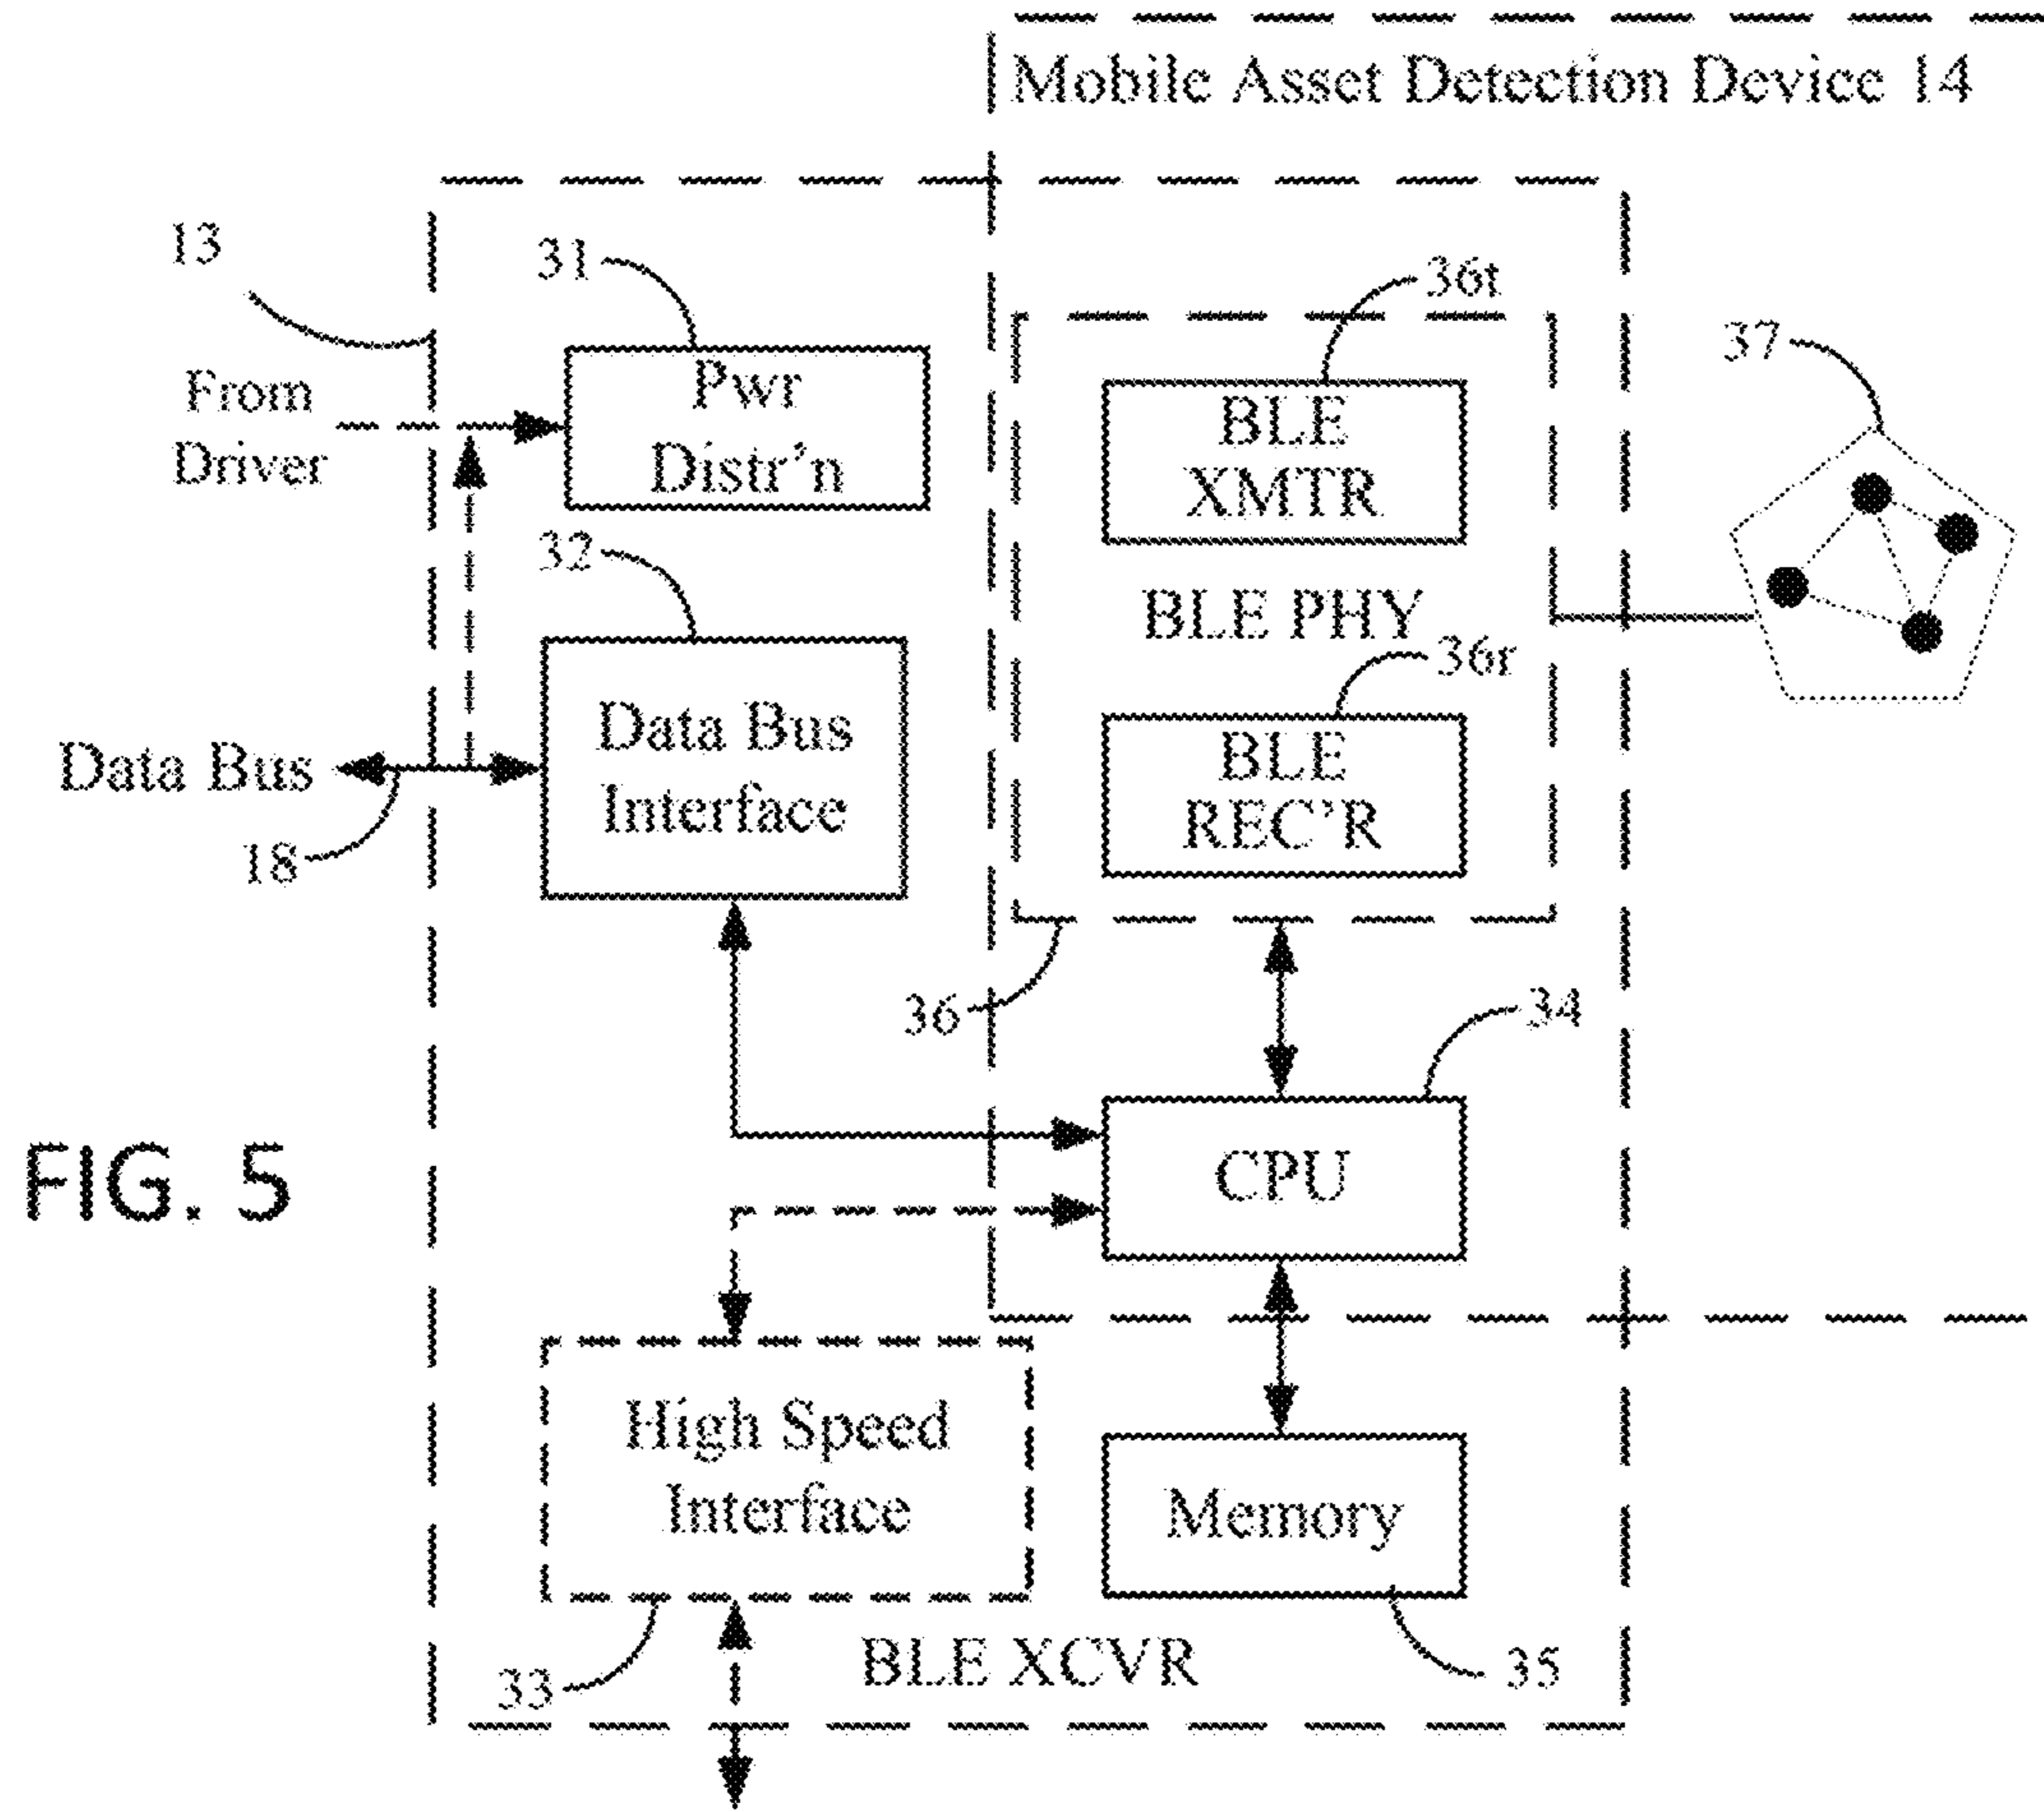 Mobile Asset Detection Device 14
13
31
36t
From
Driver
Pwr
Distr'n
37
BLE
XMTR
32
BLE PHY
36r
Data Bus
Data Bus
Interface
BLE
REC'R
18
36
34
CPU
FIG. 5
High Speed
Interface
Memory
33
BLE XCVR
35